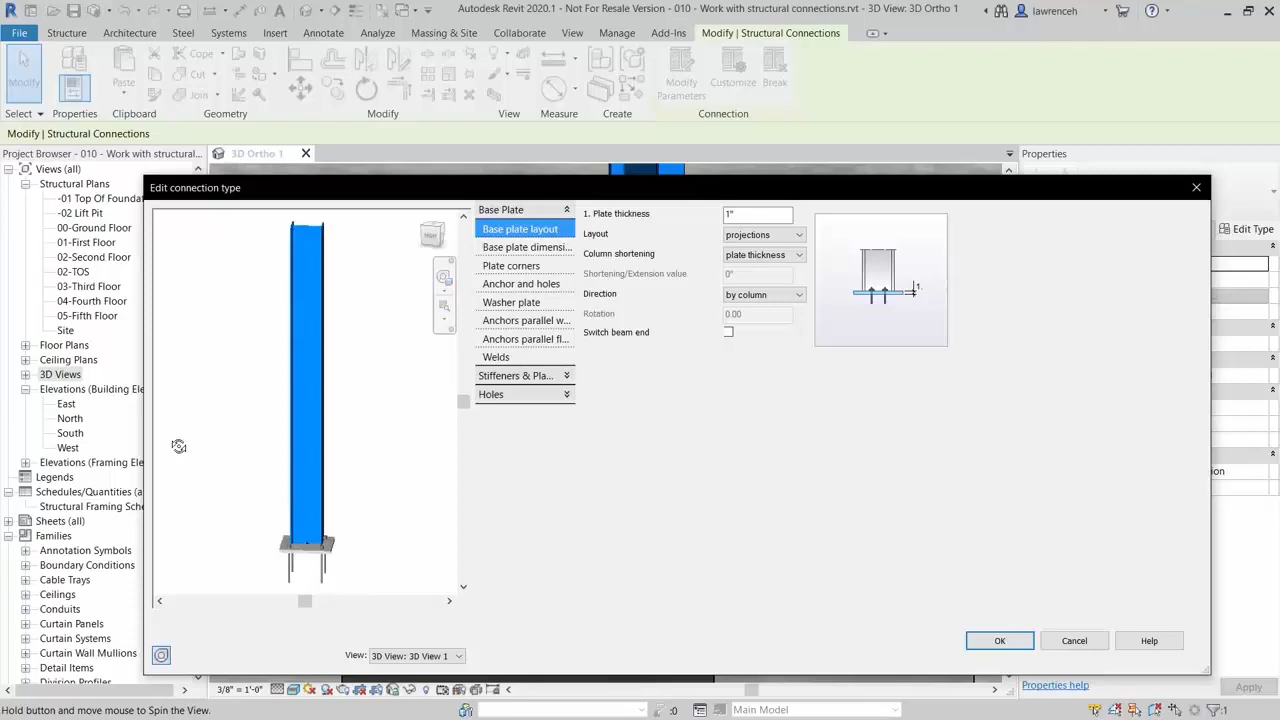 Autodesk Revit 2020.1 - Not For Resale Version - 010 - Work with structural connections.rvt - 3D View: 3D Ortho 1
lawrenceh
File Structure Architecture Steel Systems Insert Annotate Analyze Massing & Site Collaborate View Manage Add-Ins Modify | Structural Connections
Modify
Properties
Paste
Cope
Cut
Join
Modify Parameters
Customize
Break
Select Properties Clipboard Geometry Modify View Measure Create Connection
Modify | Structural Connections
Project Browser - 010 - Work with structural...
3D Ortho 1
Properties
Views (all)
Structural Plans
-01 Top Of Founda
-02 Lift Pit
00-Ground Floor
01-First Floor
02-Second Floor
02-TOS
03-Third Floor
04-Fourth Floor
05-Fifth Floor
Site
Floor Plans
Ceiling Plans
3D Views
Elevations (Building Ele
East
North
South
West
Elevations (Framing Ele
Legends
Schedules/Quantities (a
Structural Framing Sche
Sheets (all)
Families
Annotation Symbols
Boundary Conditions
Cable Trays
Ceilings
Conduits
Curtain Panels
Curtain Systems
Curtain Wall Mullions
Detail Items
Division Profiles
Edit connection type
Base Plate
Base plate layout
Base plate dimensi...
Plate corners
Anchor and holes
Washer plate
Anchors parallel w...
Anchors parallel fl...
Welds
Stiffeners & Pla...
Holes
1. Plate thickness 1"
Layout projections
Column shortening plate thickness
Shortening/Extension value 0"
Direction by column
Rotation 0.00
Switch beam end
1.
View: 3D View: 3D View 1
OK Cancel Help
Edit Type
ion
3/8" = 1'-0"
Properties help
Apply
Hold button and move mouse to Spin the View.
:0
Main Model
:1